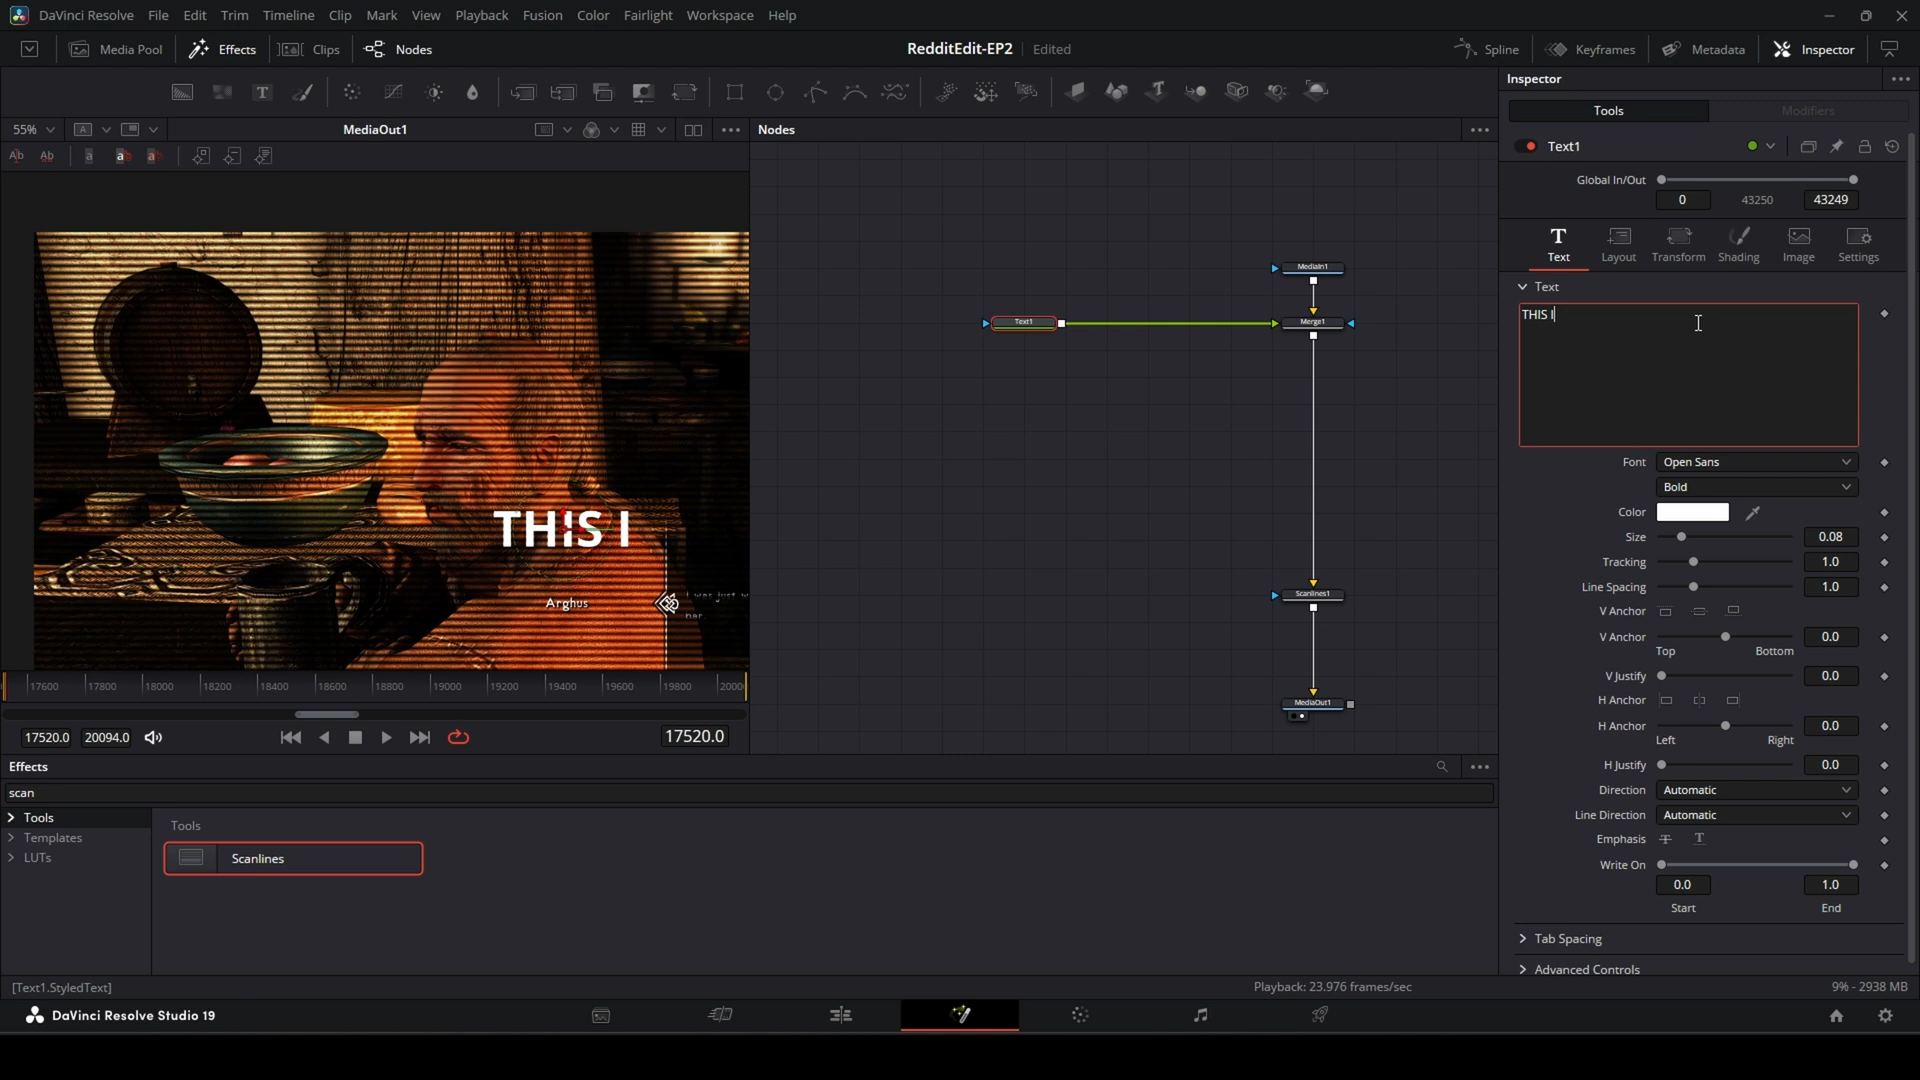 DaVinci Resolve File Edit Trim Timeline Clip Mark View Playback Fusion Color Fairlight Workspace Help
Media Pool Effects Clips Nodes RedditEdit-EP2 Edited Spline Keyframes Metadata Inspector
Inspector
Tools Modifiers
55% A MediaOut1 Nodes
Text1
Global In/Out
0 43250 43249
T
Text Layout Transform Shading Image Settings
Text
THIS I
MediaIn1
Text1
Merge1
Scanlines1
MediaOut1
THIS I
Arghus
I was just w
bar
Font Open Sans
Bold
Color
Size 0.08
Tracking 1.0
Line Spacing 1.0
V Anchor
V Anchor 0.0
Top Bottom
V Justify 0.0
H Anchor
H Anchor 0.0
Left Right
H Justify 0.0
Direction Automatic
Line Direction Automatic
Emphasis
Write On
0.0 1.0
Start End
Tab Spacing
Advanced Controls
17600 17800 18000 18200 18400 18600 18800 19000 19200 19400 19600 19800 2000
17520.0 20094.0 17520.0
Effects
scan
Tools
Templates
LUTs
Tools
Scanlines
[Text1.StyledText] Playback: 23.976 frames/sec 9% - 2938 MB
DaVinci Resolve Studio 19